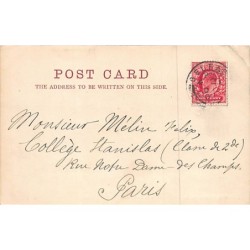 POST CARD
THE ADDRESS TO BE WRITTEN ON THIS SIDE.
Monsieur Mélin Felix,
Collège Stanislas (Classe de 2de)
Rue Notre Dame-des-Champs.
Paris